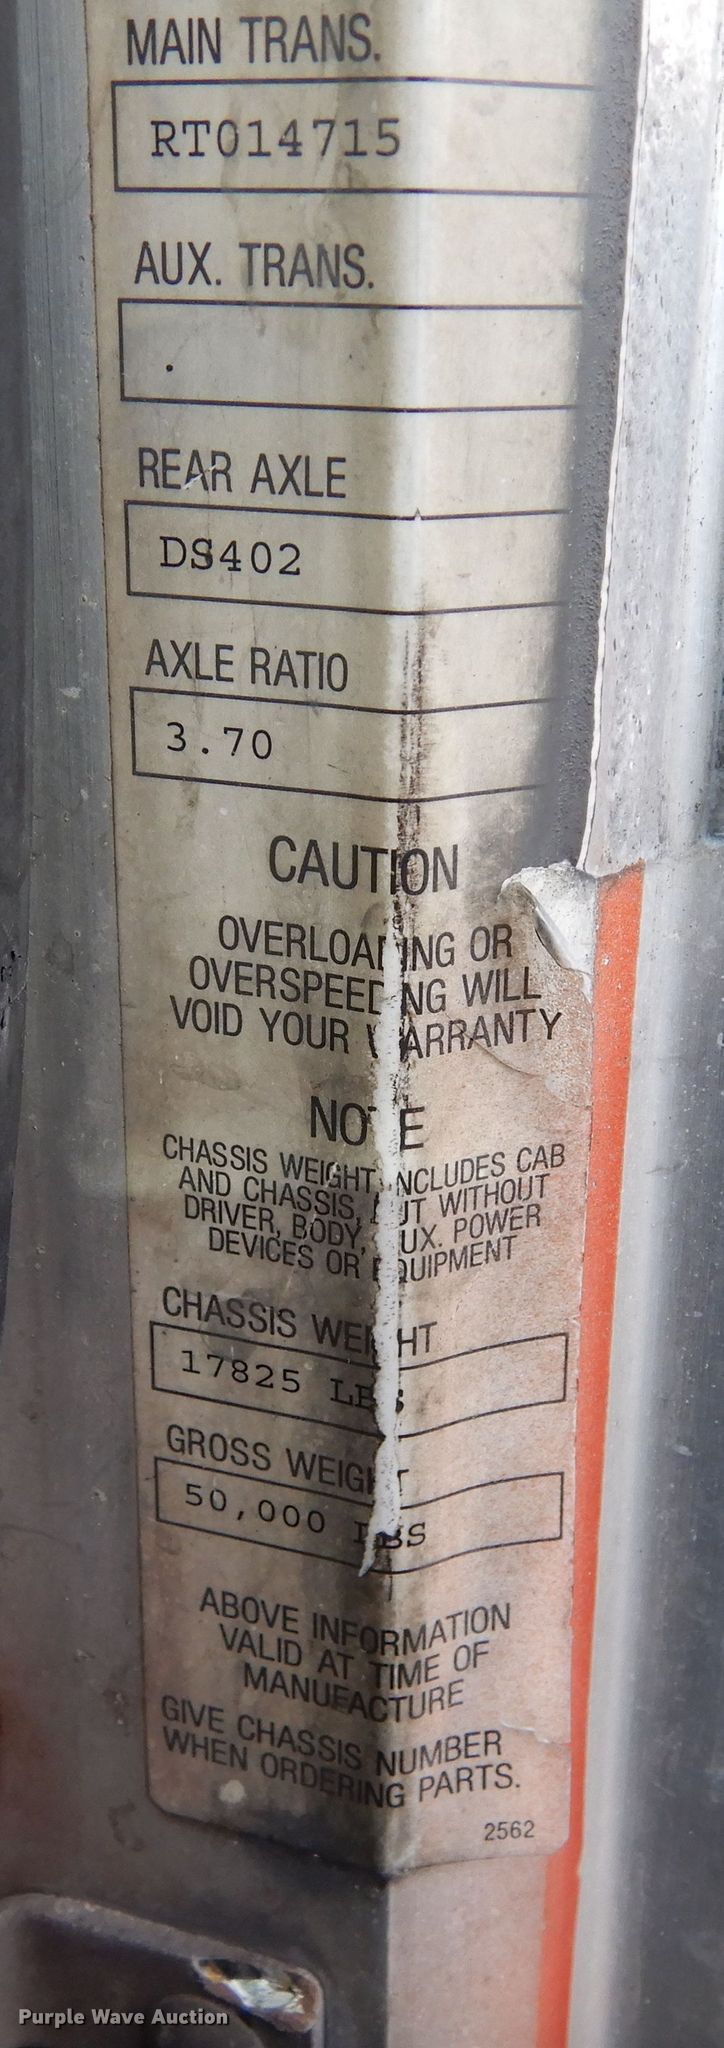 MAIN TRANS.
RTO14715
AUX. TRANS.
.
REAR AXLE
DS402
AXLE RATIO
3.70
CAUTION
OVERLOADING OR
OVERSPEEDING WILL
VOID YOUR WARRANTY
NOTE
CHASSIS WEIGHT INCLUDES CAB
AND CHASSIS, BUT WITHOUT
DRIVER, BODY, AUX. POWER
DEVICES OR EQUIPMENT
CHASSIS WEIGHT
17825 LBS
GROSS WEIGHT
50,000 LBS
ABOVE INFORMATION
VALID AT TIME OF
MANUFACTURE
GIVE CHASSIS NUMBER
WHEN ORDERING PARTS.
2562
Purple Wave Auction